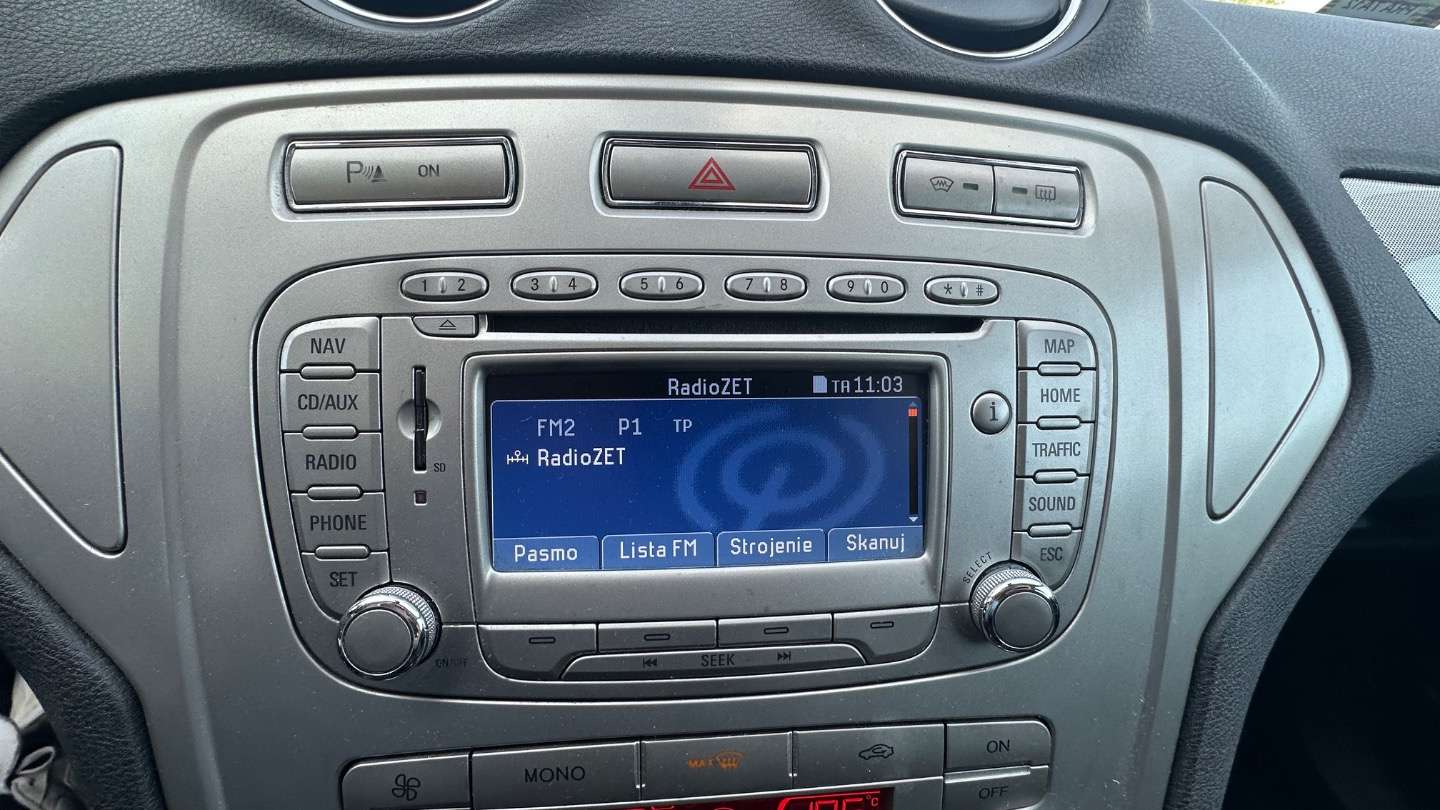 P ON
1 2 3 4 5 6 7 8 9 0 * #
NAV
CD/AUX
RADIO
PHONE
SET
SD
RadioZET TA 11:03
FM2 P1 TP
RadioZET
Pasmo Lista FM Strojenie Skanuj
MAP
HOME
TRAFFIC
SOUND
ESC
i
SELECT
ON/OFF
SEEK
MONO
MAX
ON
OFF
°C